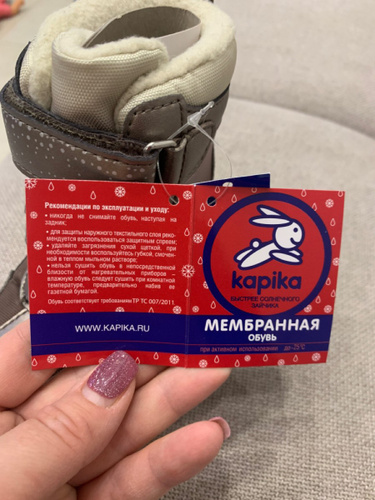 Рекомендации по эксплуатации и уходу:
• никогда не снимайте обувь, наступая на
задник;
• для защиты наружного текстильного слоя реко-
мендуется воспользоваться защитным спреем;
• удаляйте загрязнения сухой щеткой, при
необходимости воспользуйтесь губкой, смочен-
ной в теплом мыльном растворе;
• нельзя сушить обувь в непосредственной
близости от нагревательных приборов –
влажную обувь следует сушить при комнатной
температуре, предварительно набив ее
газетной бумагой.
Обувь соответствует требованиям ТР ТС 007/2011
WWW.KAPIKA.RU
kapika
БЫСТРЕЕ СОЛНЕЧНОГО
ЗАЙЧИКА
МЕМБРАННАЯ
ОБУВЬ
при активном использовании до -25°C